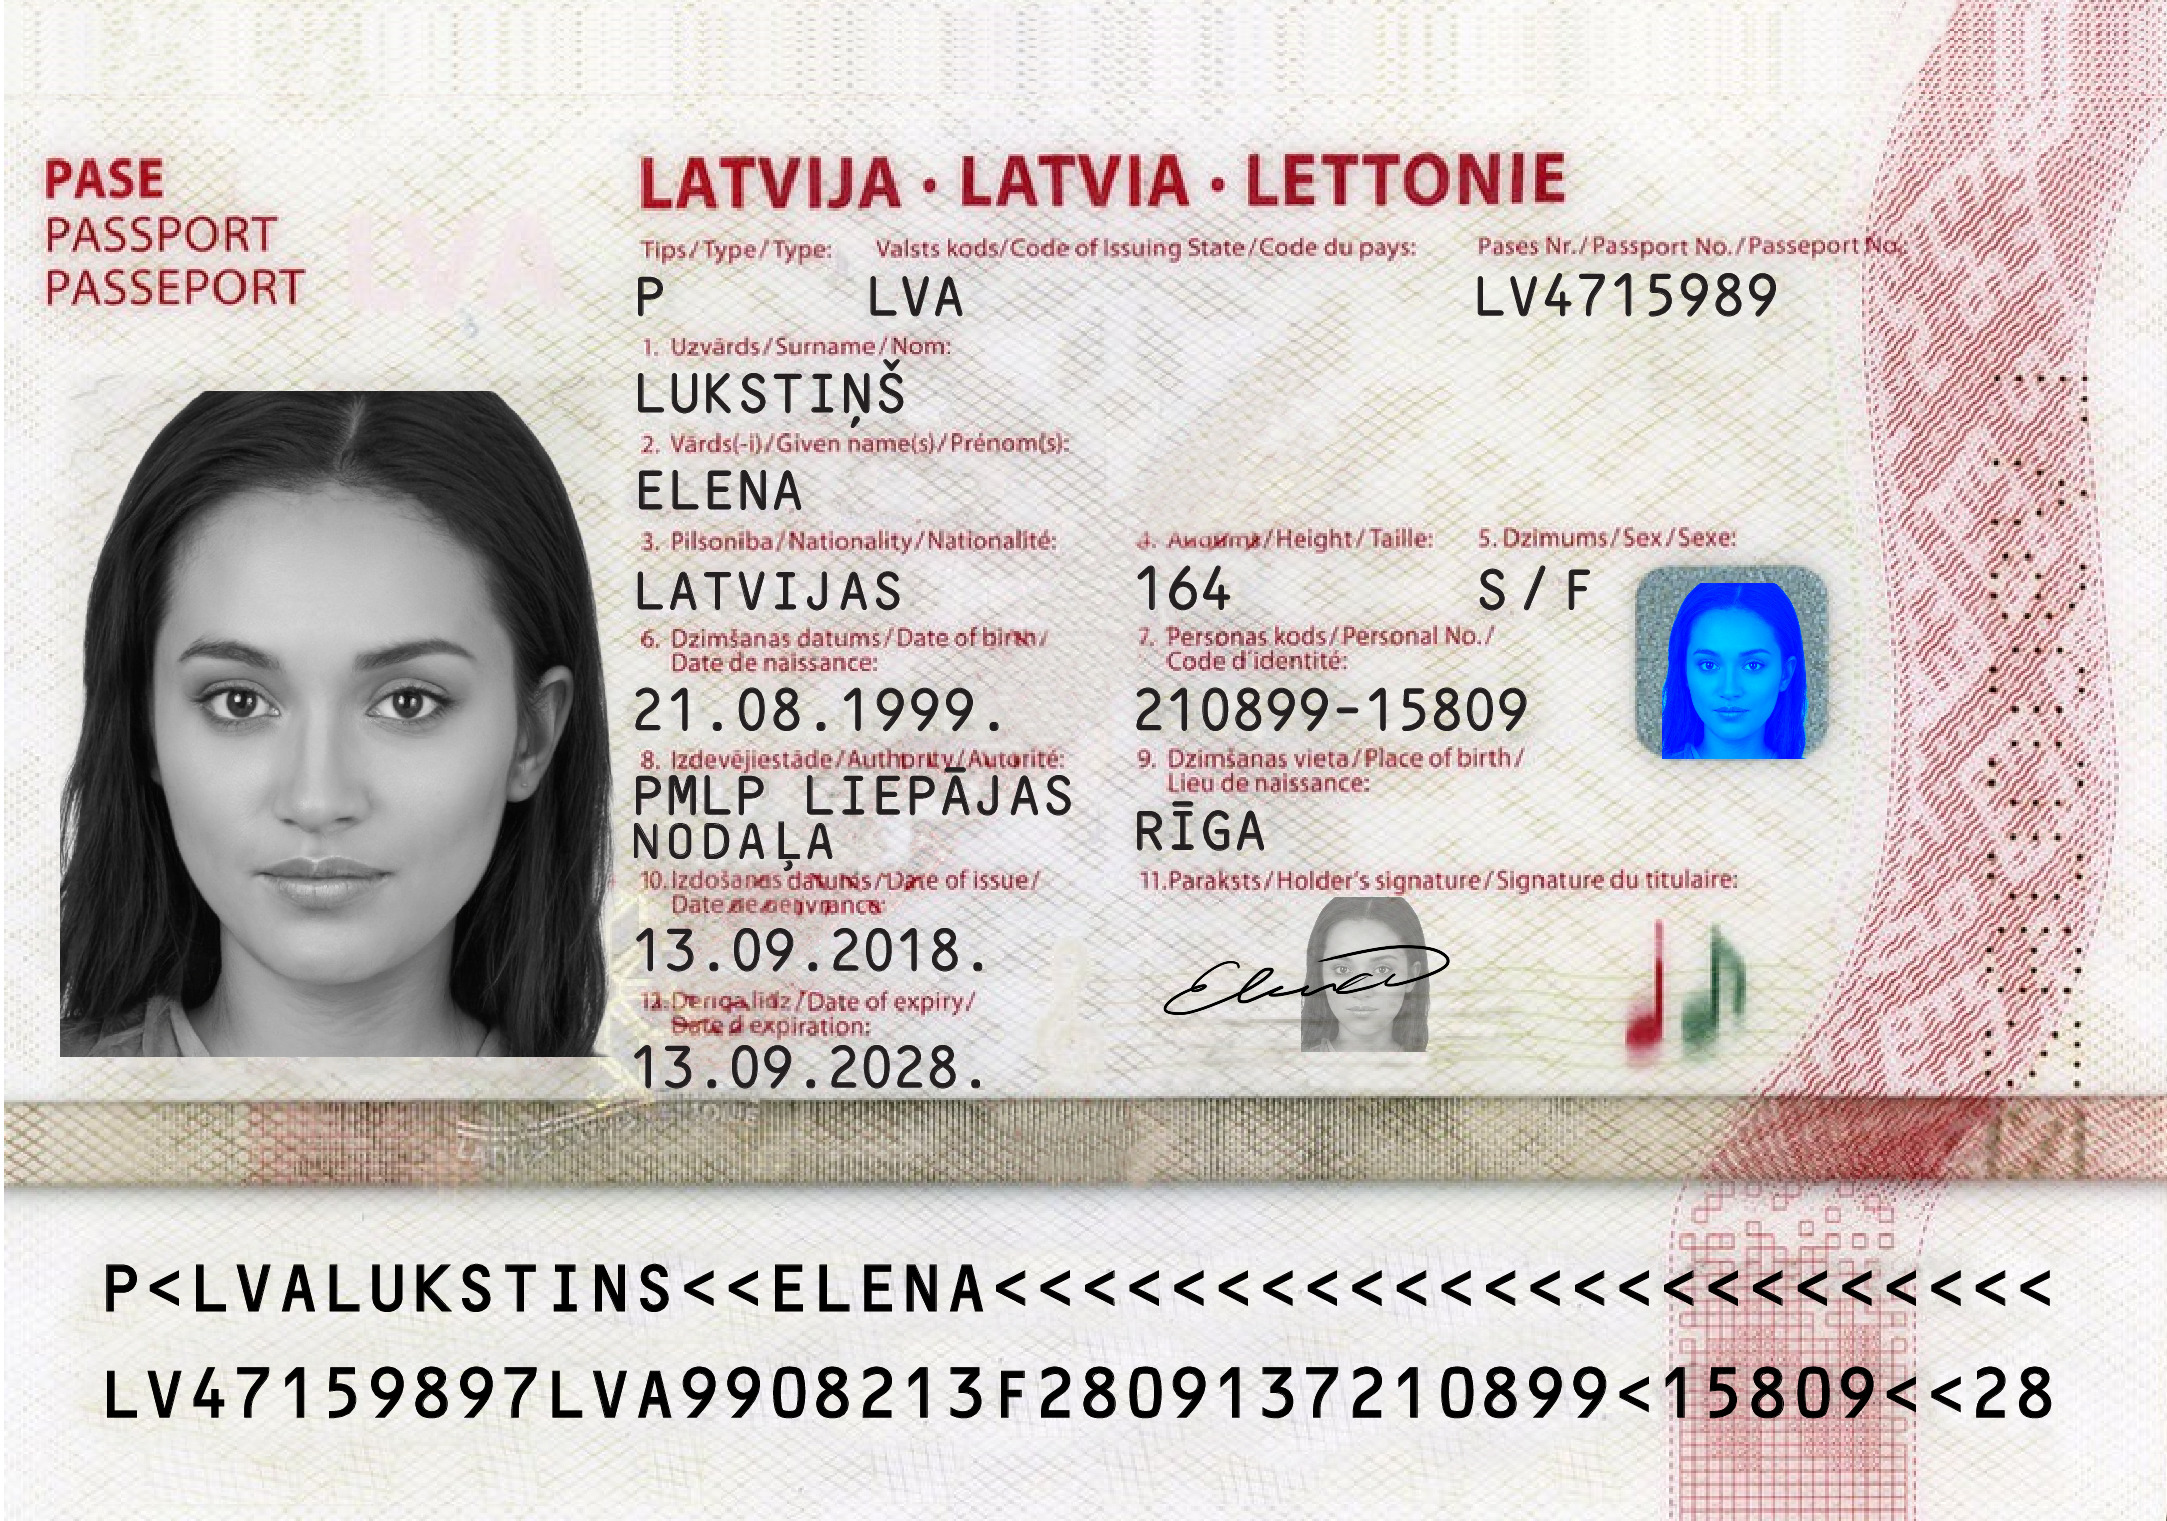 PASE
PASSPORT
PASSEPORT
LVA
LATVIJA · LATVIA · LETTONIE
Tips/Type/Type: Valsts kods/Code of Issuing State/Code du pays: Pases Nr./Passport No./Passeport No.:
P LVA LV4715989
1. Uzvārds/Surname/Nom:
LUKSTIŅŠ
2. Vārds(-i)/Given name(s)/Prénom(s):
ELENA
3. Pilsonība/Nationality/Nationalité: 4. Augums/Height/Taille: 5. Dzimums/Sex/Sexe:
LATVIJAS 164 S / F
6. Dzimšanas datums/Date of birth/ 7. Personas kods/Personal No./
Date de naissance: Code d'identité:
21.08.1999. 210899-15809
8. Izdevējiestāde/Authority/Autorité: 9. Dzimšanas vieta/Place of birth/
Lieu de naissance:
PMLP LIEPĀJAS
NODAĻA
RĪGA
10. Izdošanas datums/Date of issue/ 11. Paraksts/Holder's signature/Signature du titulaire:
Date de
13.09.2018.
Elena
12. /Date of expiry/
Date d expiration:
13.09.2028.
P<LVALUKSTINS<<ELENA<<<<<<<<<<<<<<<<<<<<<<<<<
LV47159897LVA9908213F2809137210899<15809<<28